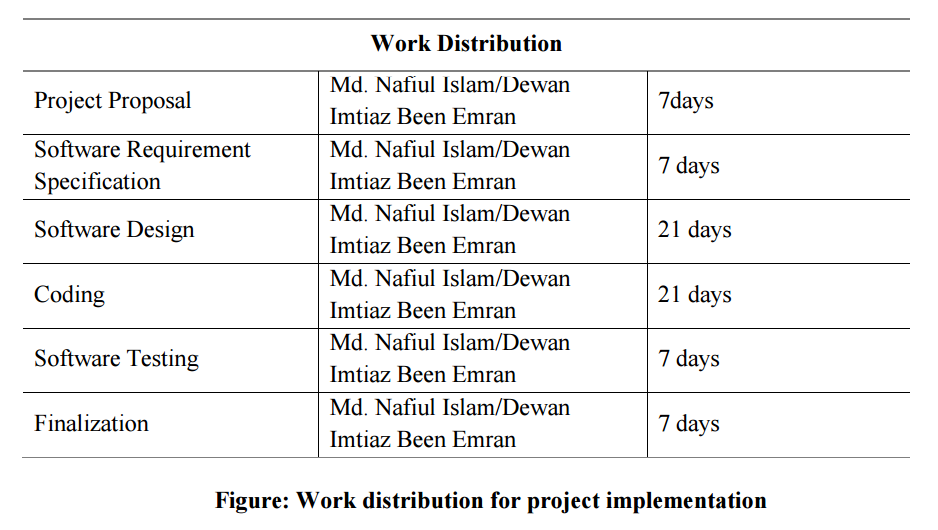 Work Distribution
Project Proposal
Md. Nafiul Islam/Dewan
Imtiaz Been Emran
7days
Software Requirement
Specification
Md. Nafiul Islam/Dewan
Imtiaz Been Emran
7 days
Software Design
Md. Nafiul Islam/Dewan
Imtiaz Been Emran
21 days
Coding
Md. Nafiul Islam/Dewan
Imtiaz Been Emran
21 days
Software Testing
Md. Nafiul Islam/Dewan
Imtiaz Been Emran
7 days
Finalization
Md. Nafiul Islam/Dewan
Imtiaz Been Emran
7 days
Figure: Work distribution for project implementation